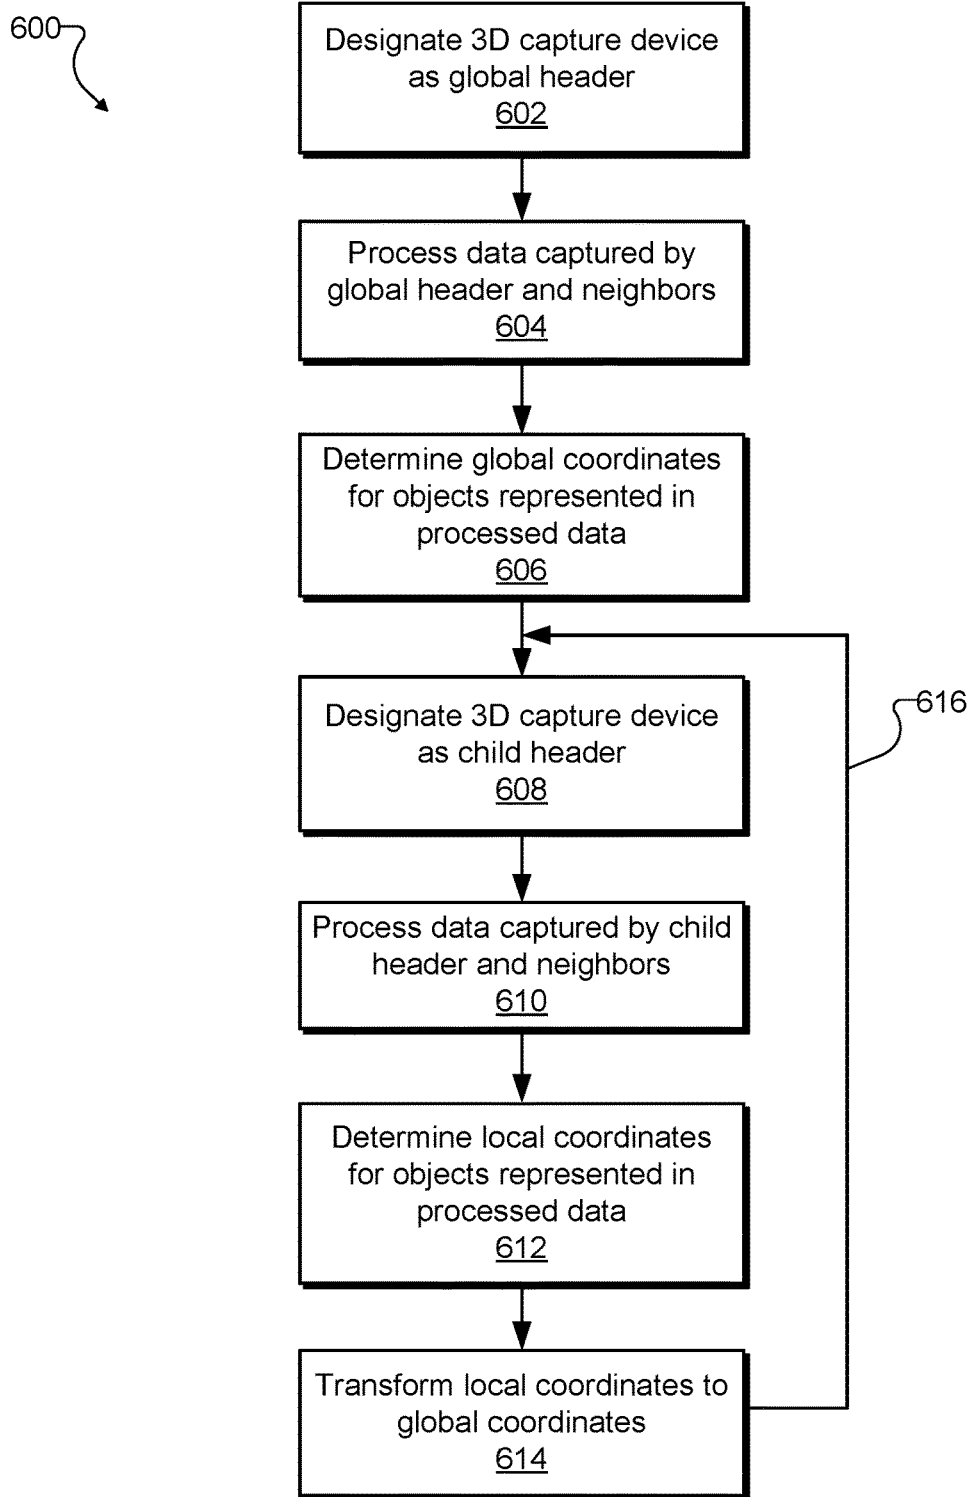 600
Designate 3D capture device
as global header
602
Process data captured by
global header and neighbors
604
Determine global coordinates
for objects represented in
processed data
606
Designate 3D capture device
as child header
608
616
Process data captured by child
header and neighbors
610
Determine local coordinates
for objects represented in
processed data
612
Transform local coordinates to
global coordinates
614